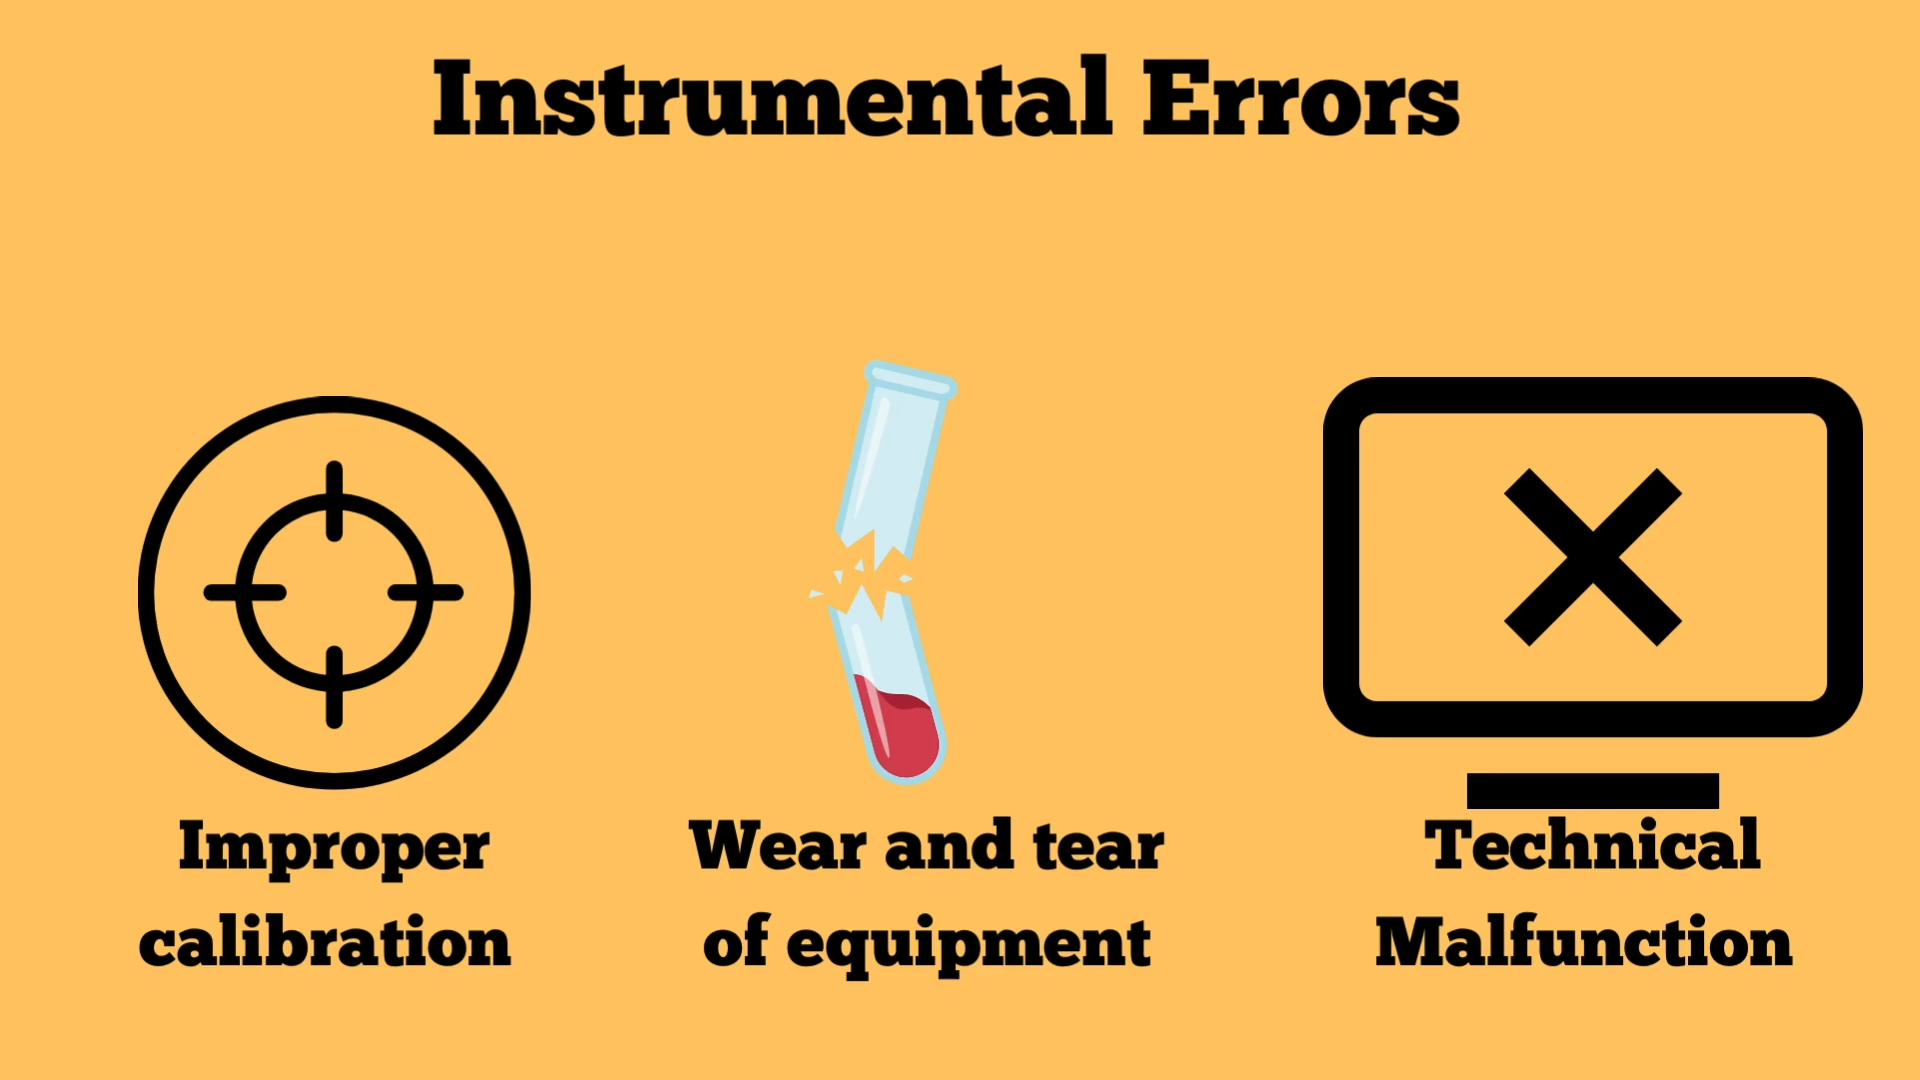 Instrumental Errors
Improper
calibration
Wear and tear
of equipment
Technical
Malfunction